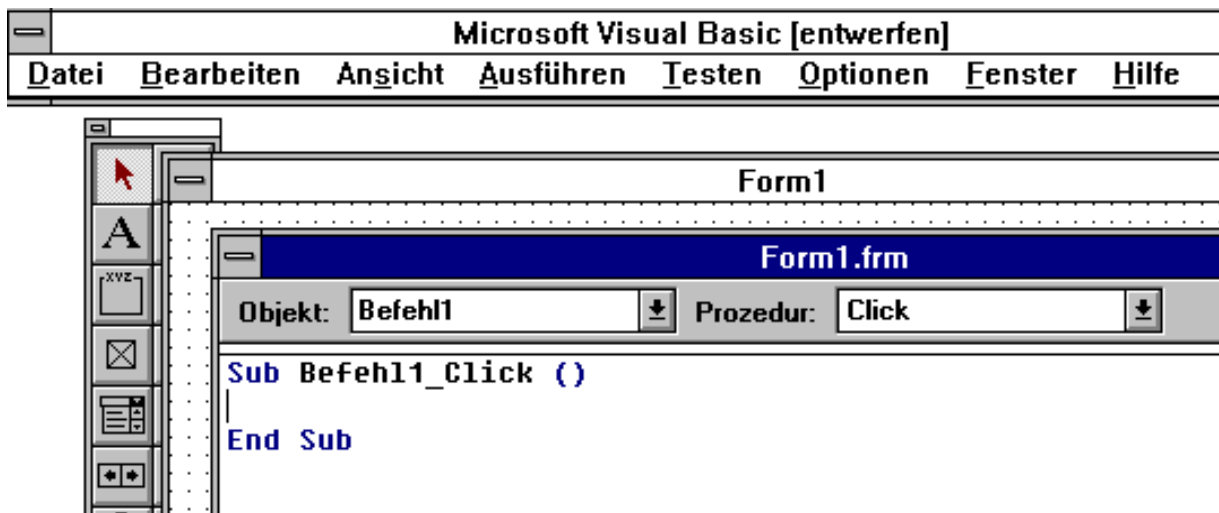 Microsoft Visual Basic [entwerfen]
Datei Bearbeiten Ansicht Ausführen Testen Optionen Fenster Hilfe
Form1
A
Form1.frm
XYZ
Objekt: Befehl1 Prozedur: Click
Sub Befehl1_Click ()
End Sub